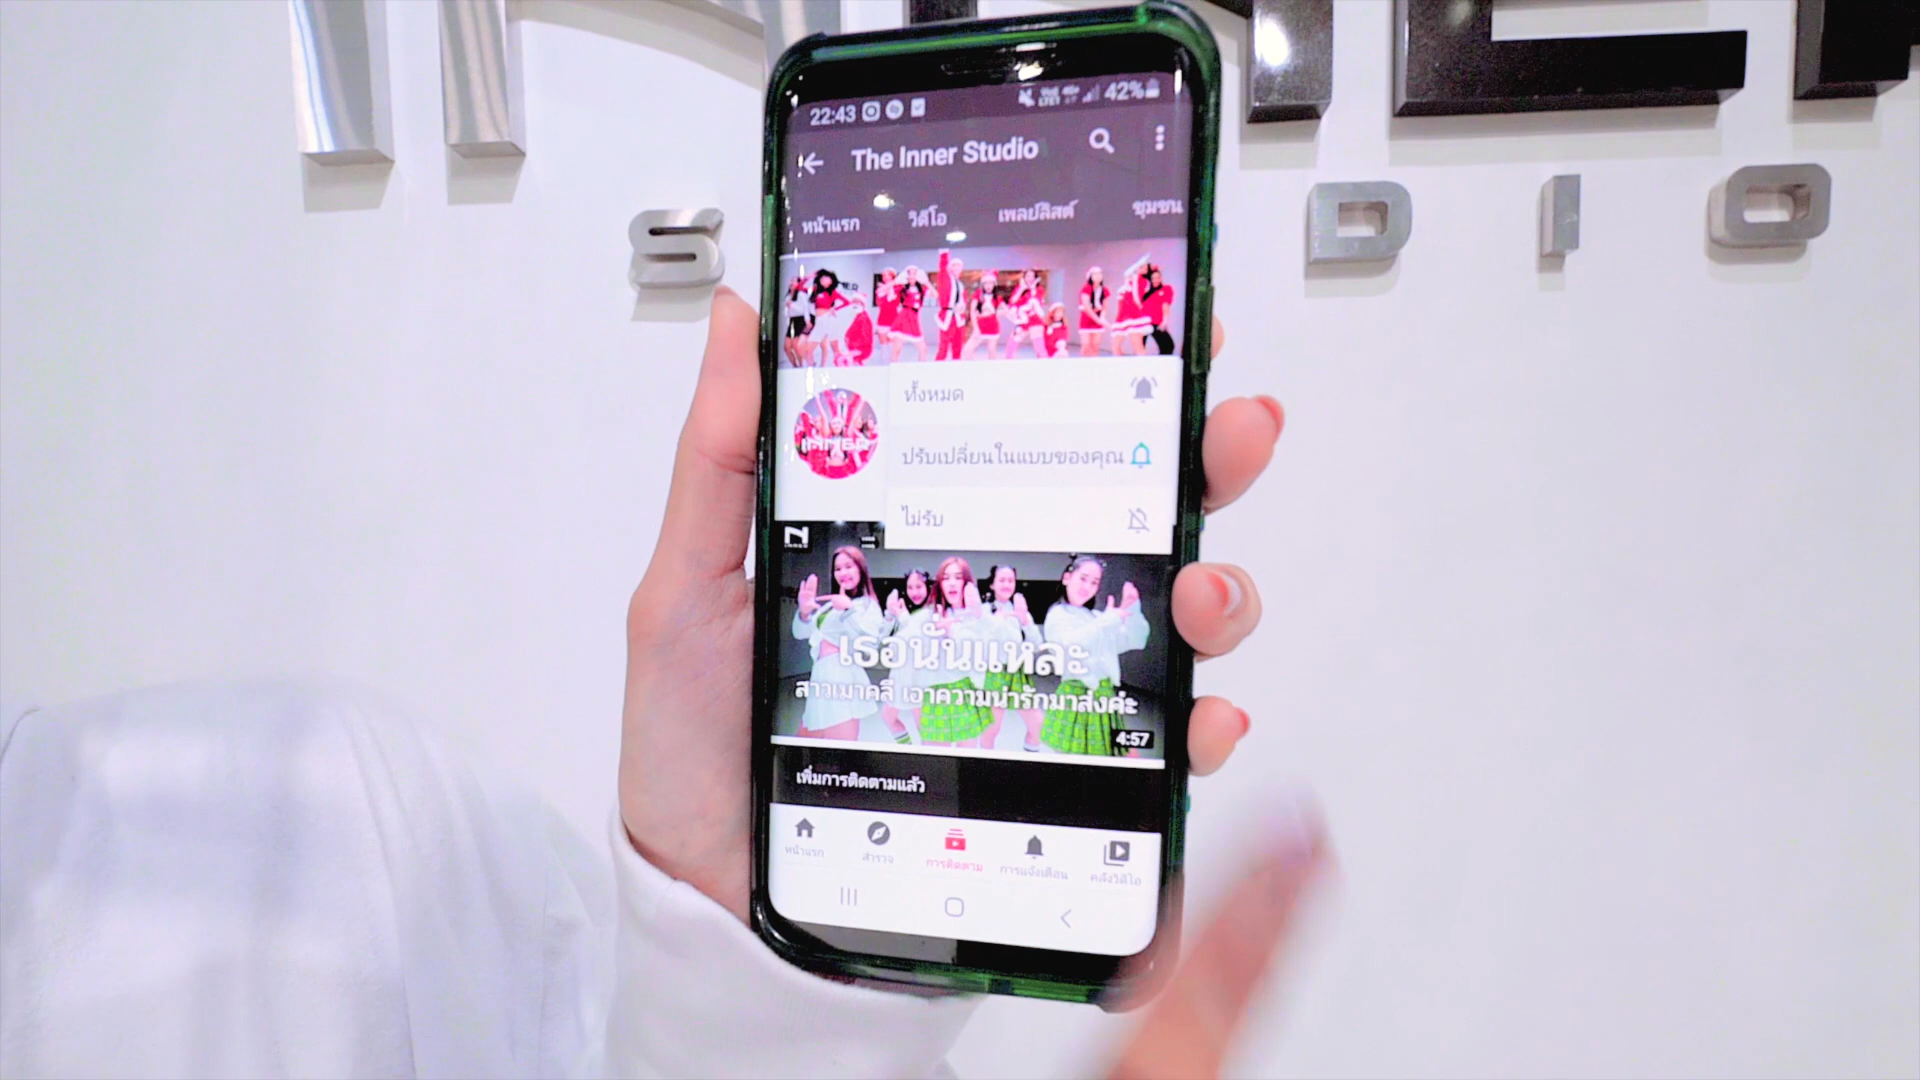 INNER
S DIO
22:43
42%
The Inner Studio
หน้าแรก วิดีโอ เพลย์ลิสต์ ชุมชน
INNER
ทั้งหมด
ปรับเปลี่ยนในแบบของคุณ
ไม่รับ
N
INNER
เธอนั่นแหละ
สาวเมาคลี เอาความน่ารักมาส่งค่ะ
4:57
เพิ่มการติดตามแล้ว
หน้าแรก สำรวจ การติดตาม การแจ้งเตือน คลังวิดีโอ